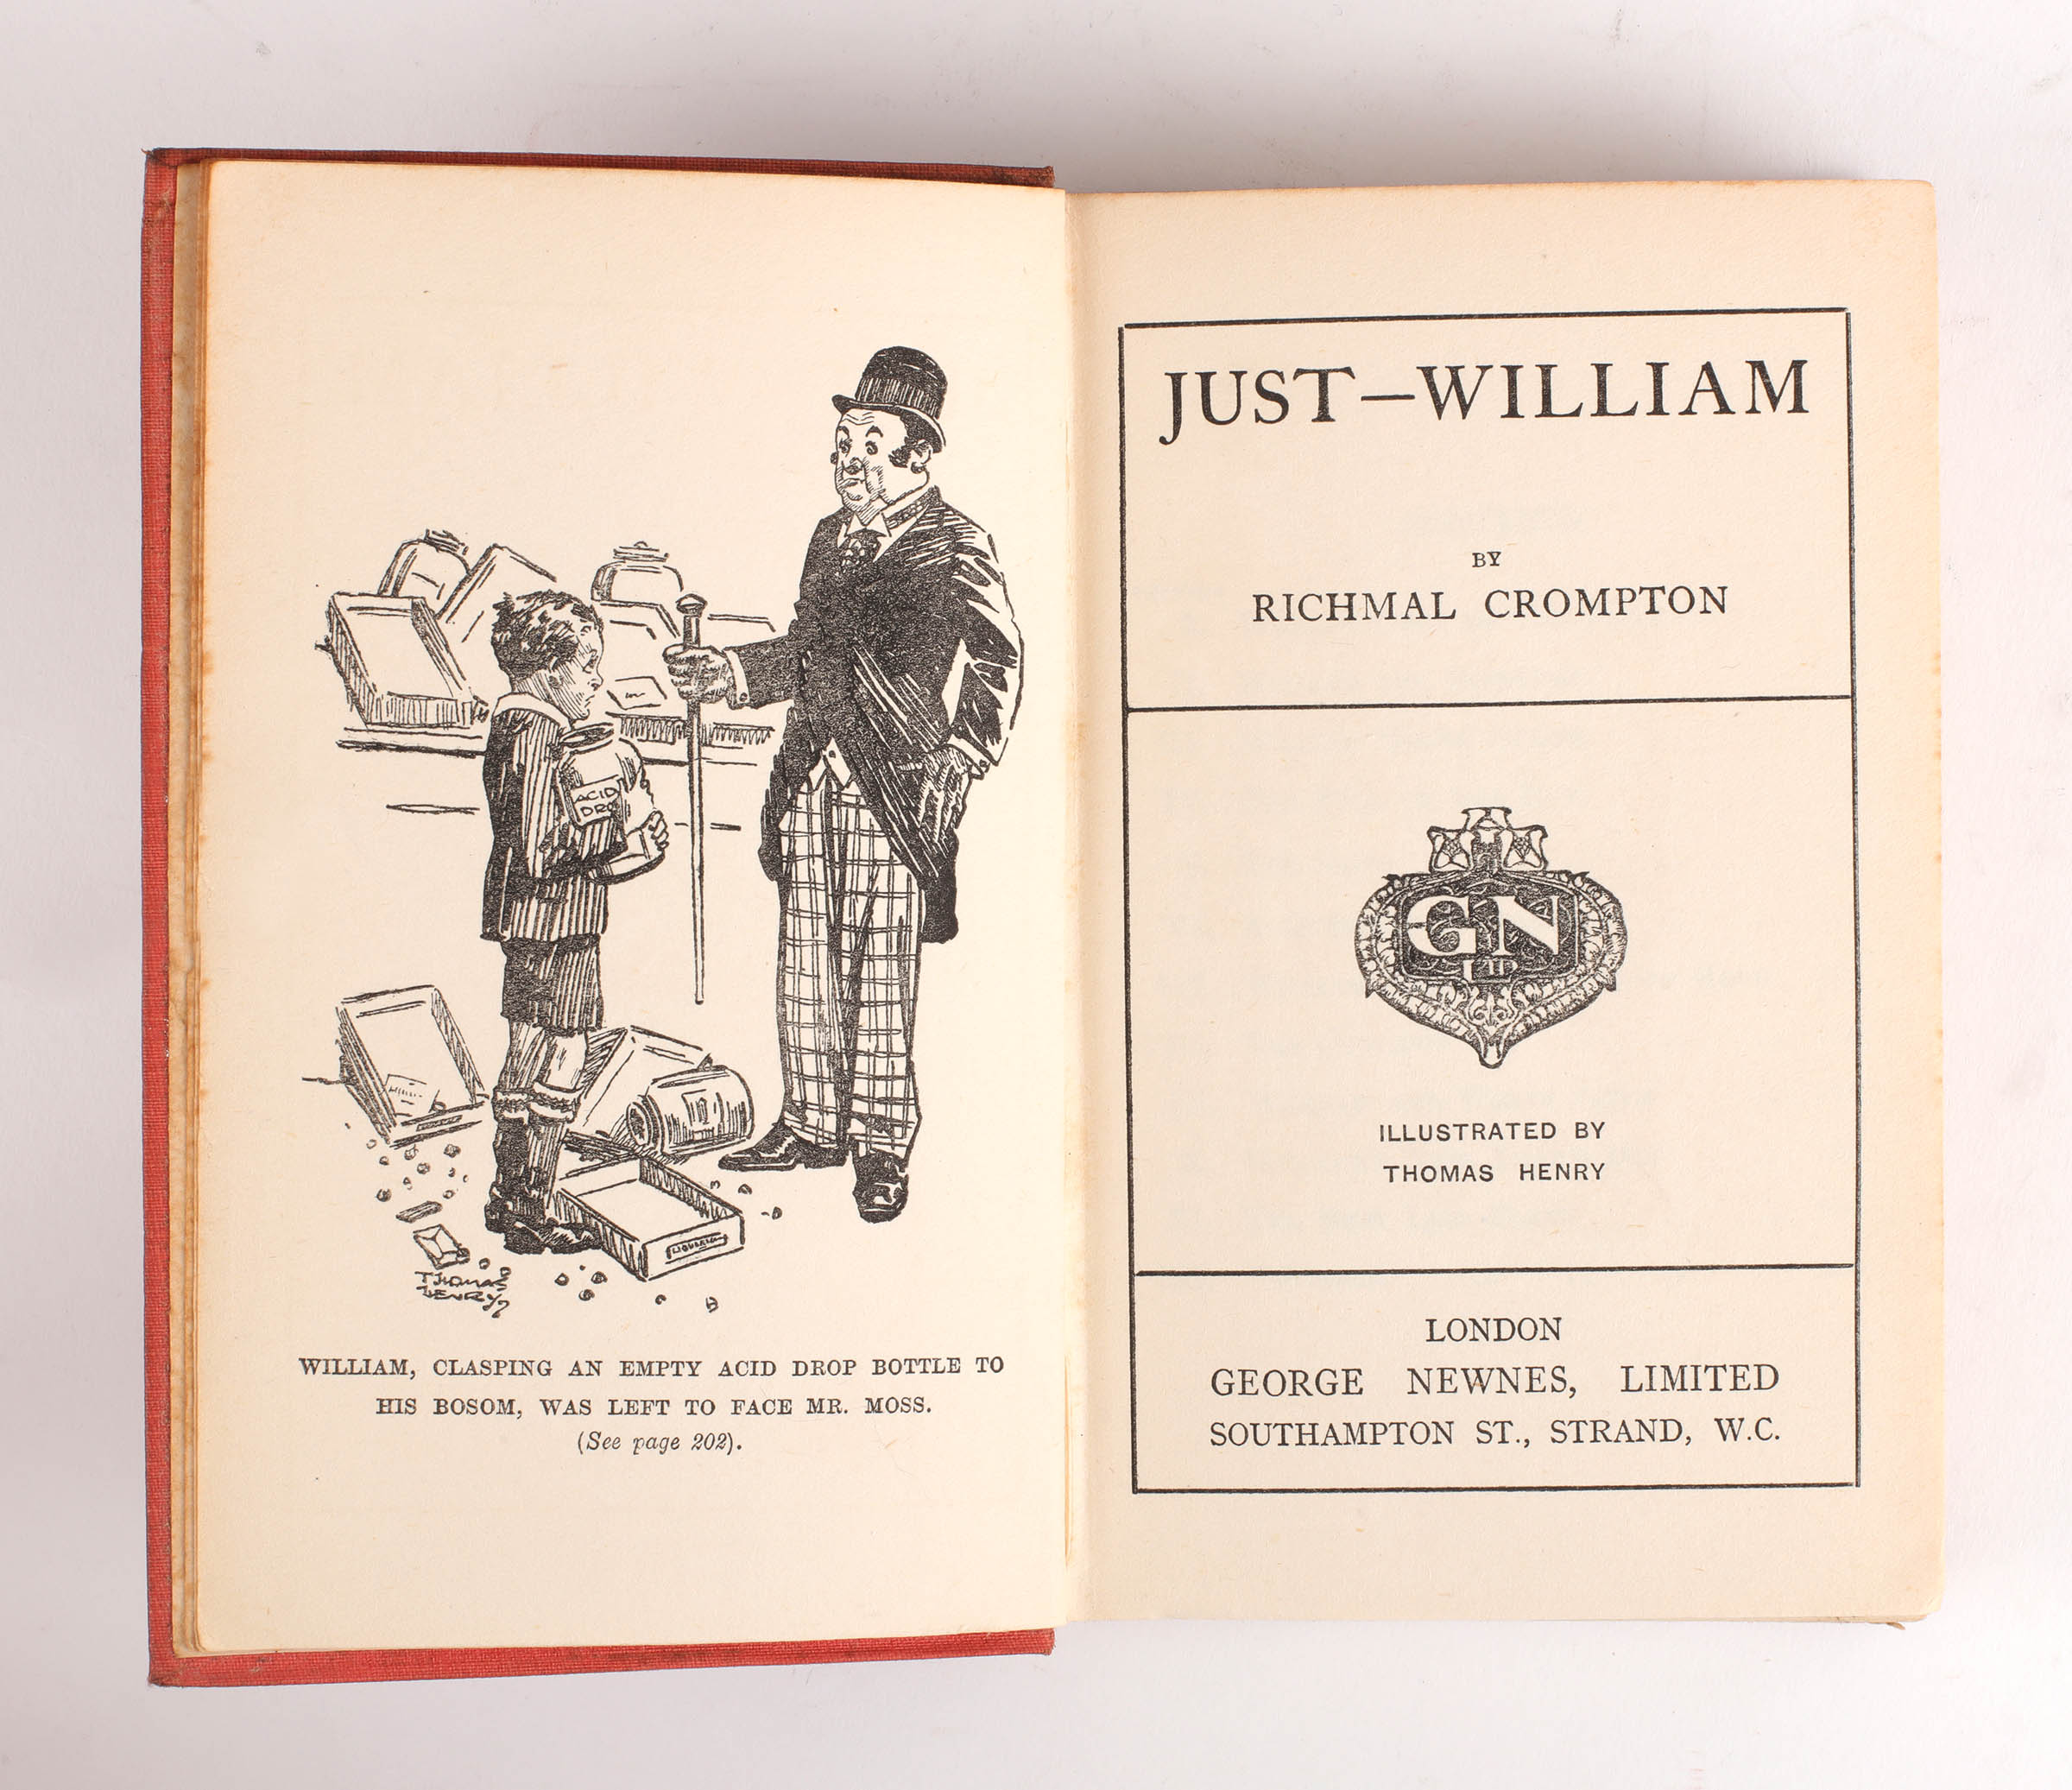 ACID
DRO
THOMAS
HENRY
WILLIAM, CLASPING AN EMPTY ACID DROP BOTTLE TO
HIS BOSOM, WAS LEFT TO FACE MR. MOSS.
(See page 202).
JUST—WILLIAM
BY
RICHMAL CROMPTON
GN
LTD
ILLUSTRATED BY
THOMAS HENRY
LONDON
GEORGE NEWNES, LIMITED
SOUTHAMPTON ST., STRAND, W.C.